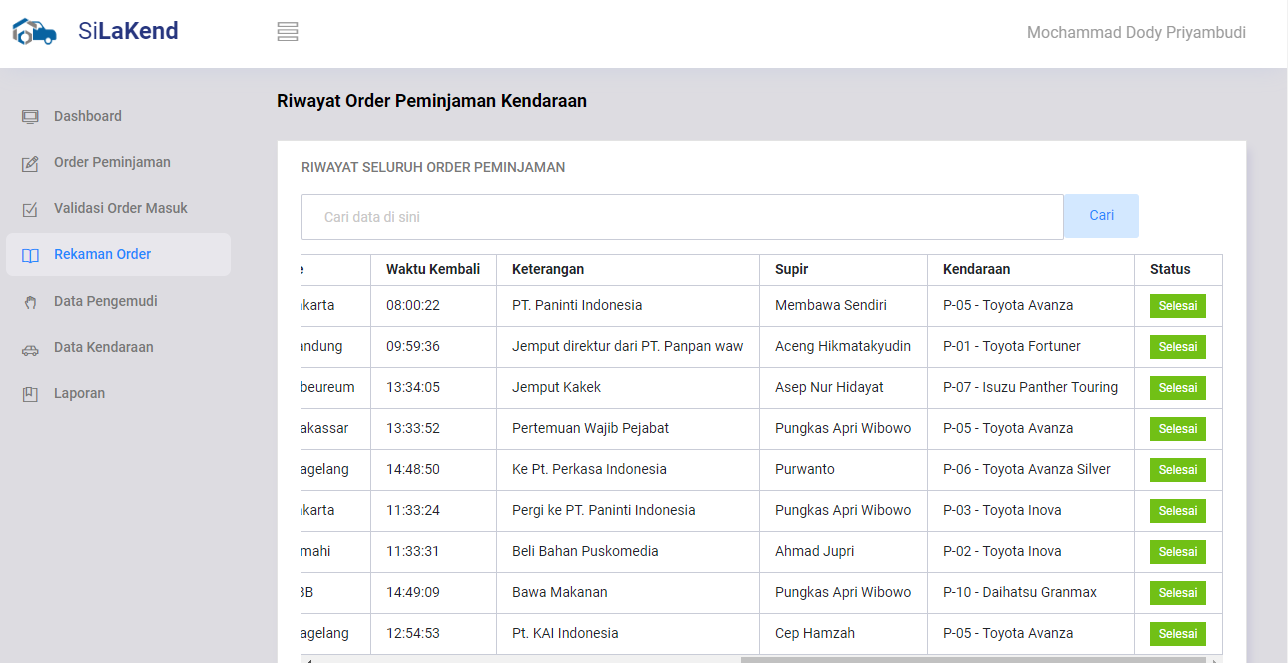 SiLaKend
Mochammad Dody Priyambudi
Dashboard
Order Peminjaman
Validasi Order Masuk
Rekaman Order
Data Pengemudi
Data Kendaraan
Laporan
Riwayat Order Peminjaman Kendaraan
RIWAYAT SELURUH ORDER PEMINJAMAN
Cari data di sini Cari
Waktu Kembali Keterangan Supir Kendaraan Status
karta 08:00:22 PT. Paninti Indonesia Membawa Sendiri P-05 - Toyota Avanza Selesai
ndung 09:59:36 Jemput direktur dari PT. Panpan waw Aceng Hikmatakyudin P-01 - Toyota Fortuner Selesai
beureum 13:34:05 Jemput Kakek Asep Nur Hidayat P-07 - Isuzu Panther Touring Selesai
akassar 13:33:52 Pertemuan Wajib Pejabat Pungkas Apri Wibowo P-05 - Toyota Avanza Selesai
agelang 14:48:50 Ke Pt. Perkasa Indonesia Purwanto P-06 - Toyota Avanza Silver Selesai
karta 11:33:24 Pergi ke PT. Paninti Indonesia Pungkas Apri Wibowo P-03 - Toyota Inova Selesai
mahi 11:33:31 Beli Bahan Puskomedia Ahmad Jupri P-02 - Toyota Inova Selesai
BB 14:49:09 Bawa Makanan Pungkas Apri Wibowo P-10 - Daihatsu Granmax Selesai
agelang 12:54:53 Pt. KAI Indonesia Cep Hamzah P-05 - Toyota Avanza Selesai